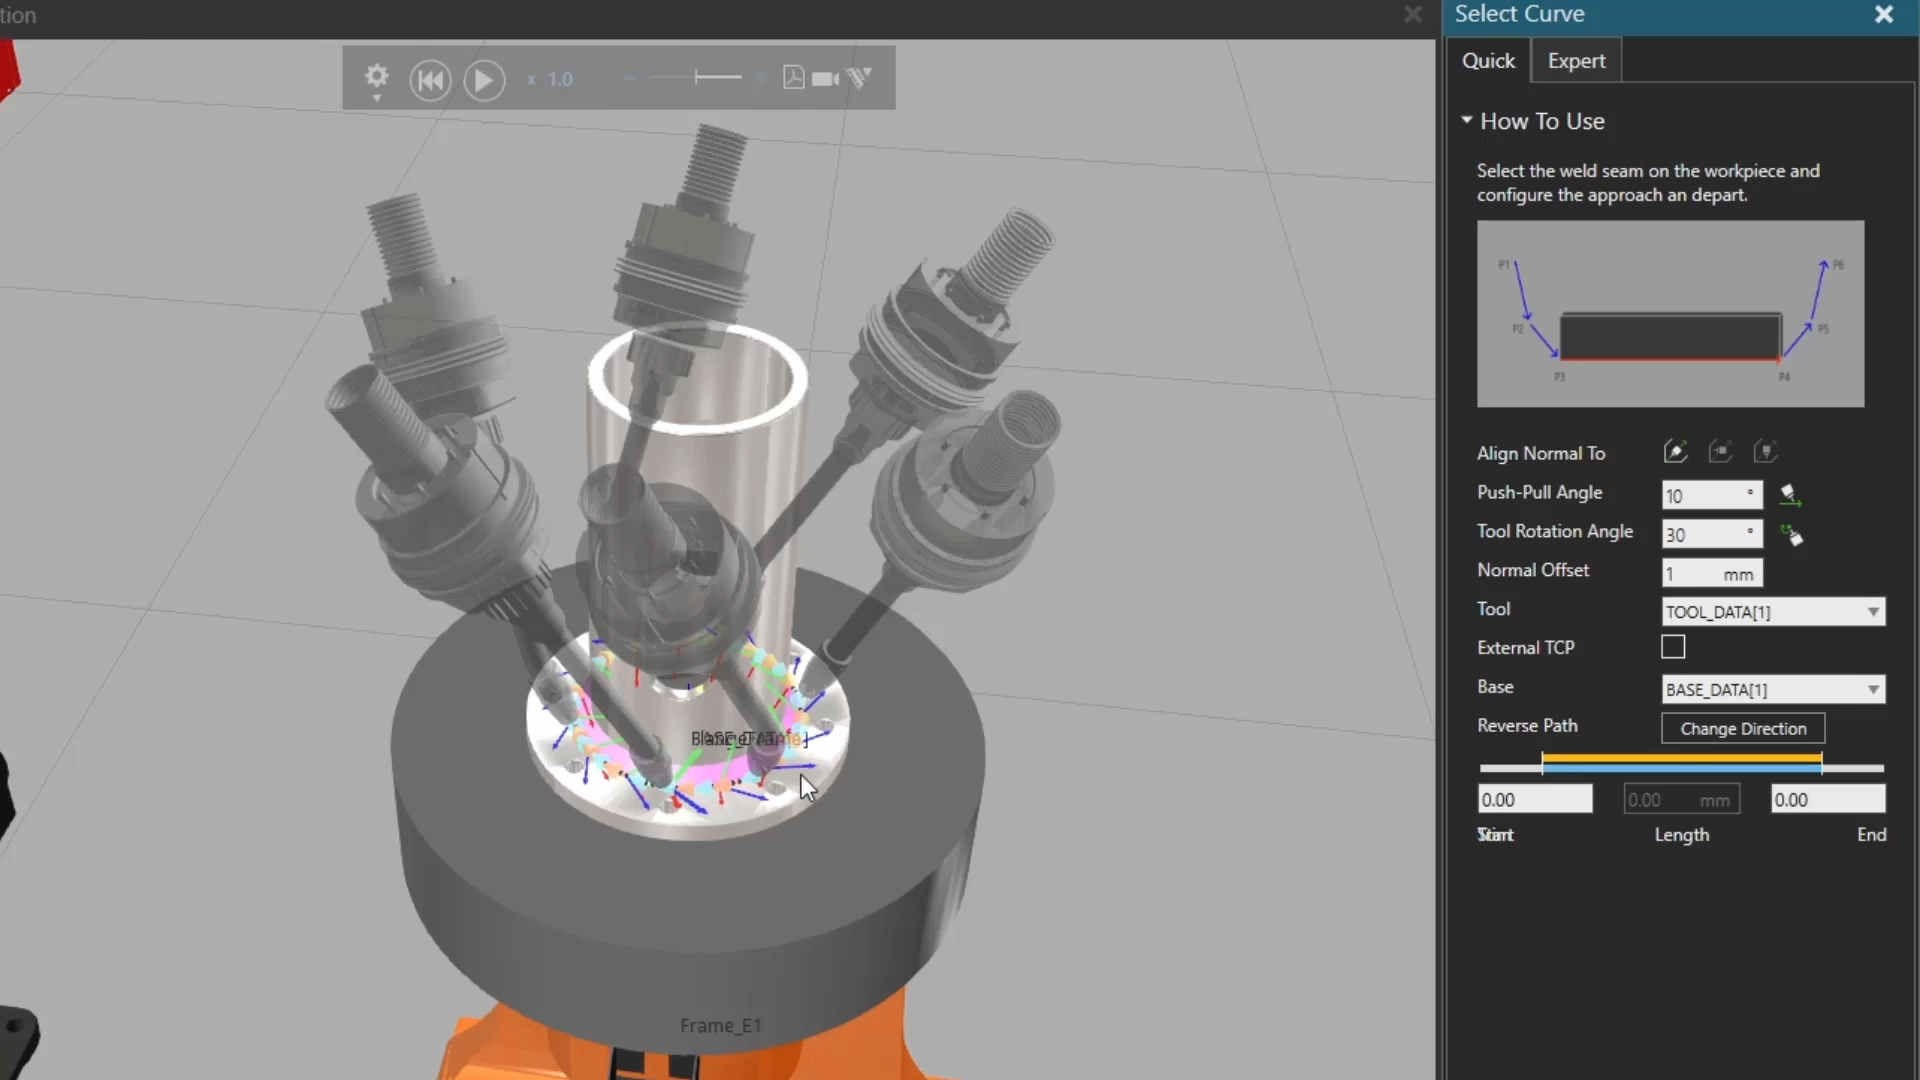 tion
x 1.0
BASE_DATA[1]
Frame_E1
Select Curve
Quick
Expert
How To Use
Select the weld seam on the workpiece and
configure the approach an depart.
P1
P6
P2
P5
P3
P4
Align Normal To
Push-Pull Angle
10 °
Tool Rotation Angle
30 °
Normal Offset
1 mm
Tool
TOOL_DATA[1]
External TCP
Base
BASE_DATA[1]
Reverse Path
Change Direction
0.00
0.00 mm
0.00
Start
Length
End